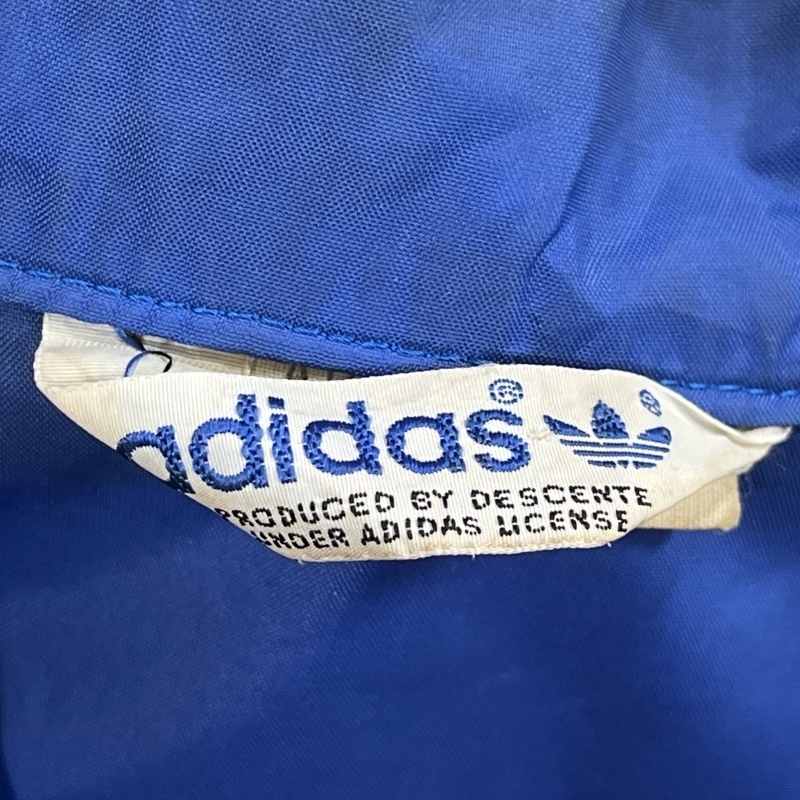 adidas®
PRODUCED BY DESCENTE
UNDER ADIDAS LICENSE